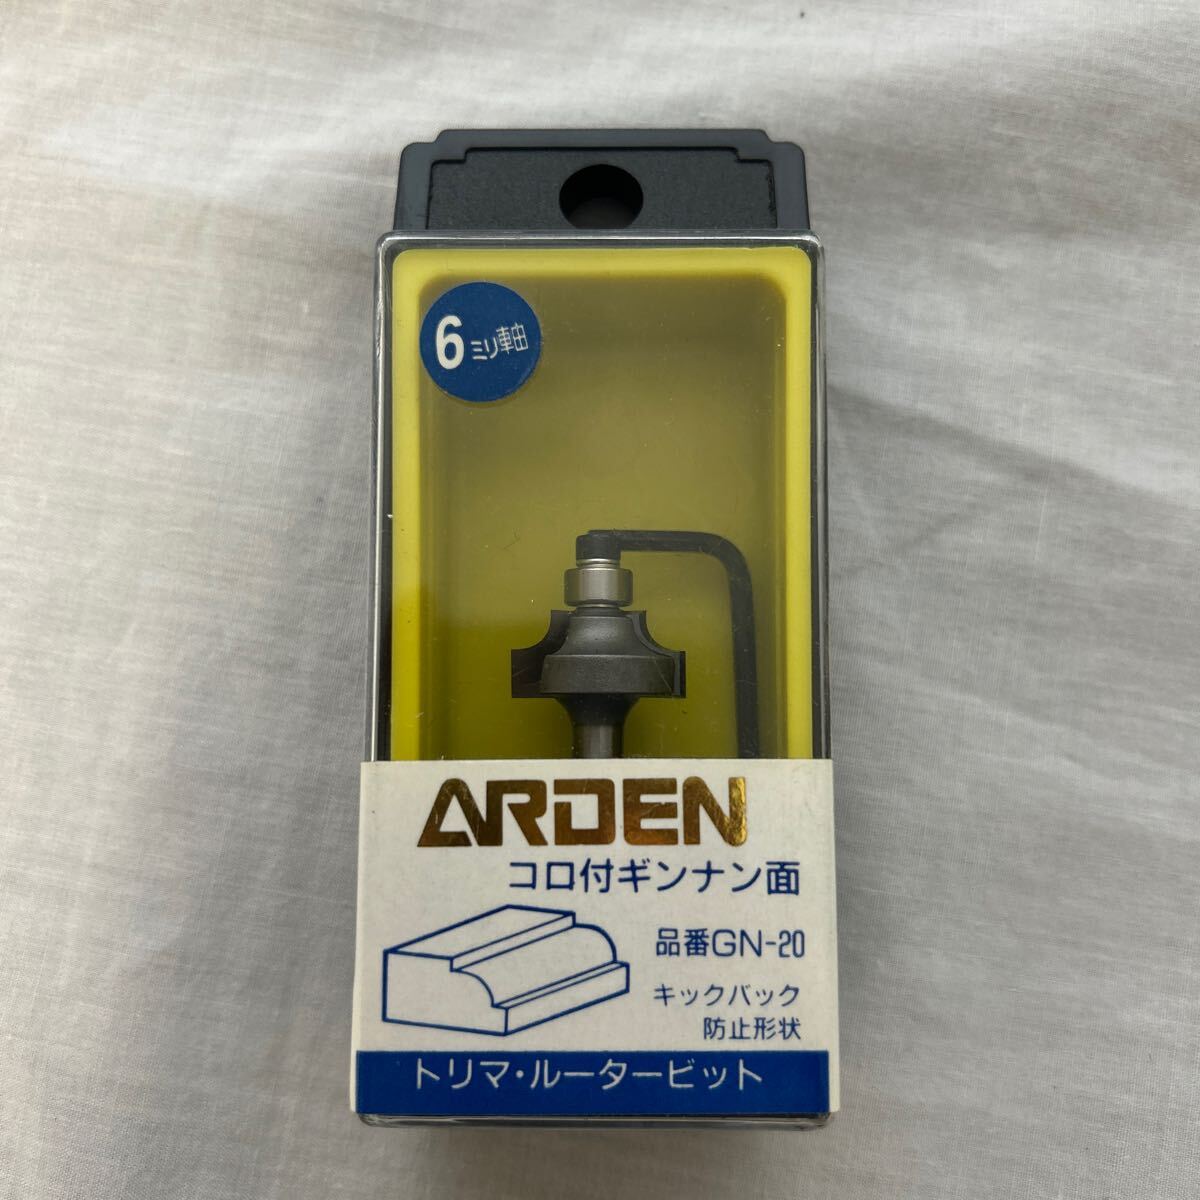 6ミリ軸
ARDEN
コロ付ギンナン面
品番GN-20
キックバック
防止形状
トリマ・ルータービット